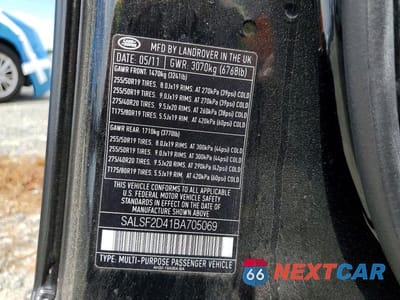 LAND ROVER
MFD BY LANDROVER IN THE UK
DATE: 05/11 GWR: 3070kg (6768lb)
GAWR FRONT: 1470kg (3241lb)
255/50R19 TIRES. 8.0Jx19 RIMS. AT 270kPa (39psi) COLD
255/50R19 TIRES. 9.0Jx19 RIMS. AT 270kPa (39psi) COLD
275/40R20 TIRES. 9.5Jx20 RIMS. AT 260kPa (38psi) COLD
T175/80R19 TIRES. 5.5Jx19 RIMS. AT 420kPa (60psi) COLD
GAWR REAR: 1710kg (3770lb)
255/50R19 TIRES. 8.0Jx19 RIMS. AT 300kPa (44psi) COLD
255/50R19 TIRES. 9.0Jx19 RIMS. AT 300kPa (44psi) COLD
275/40R20 TIRES. 9.5Jx20 RIMS. AT 290kPa (42psi) COLD
T175/80R19 TIRES. 5.5Jx19 RIMS. AT 420kPa (60psi) COLD
THIS VEHICLE CONFORMS TO ALL APPLICABLE
U.S. FEDERAL MOTOR VEHICLE SAFETY AND
THEFT PREVENTION STANDARDS IN EFFECT ON
THE DATE OF MANUFACTURE SHOWN ABOVE.
SALSF2D41BA705069
TYPE: MULTI-PURPOSE PASSENGER VEHICLE
66 NEXTCAR